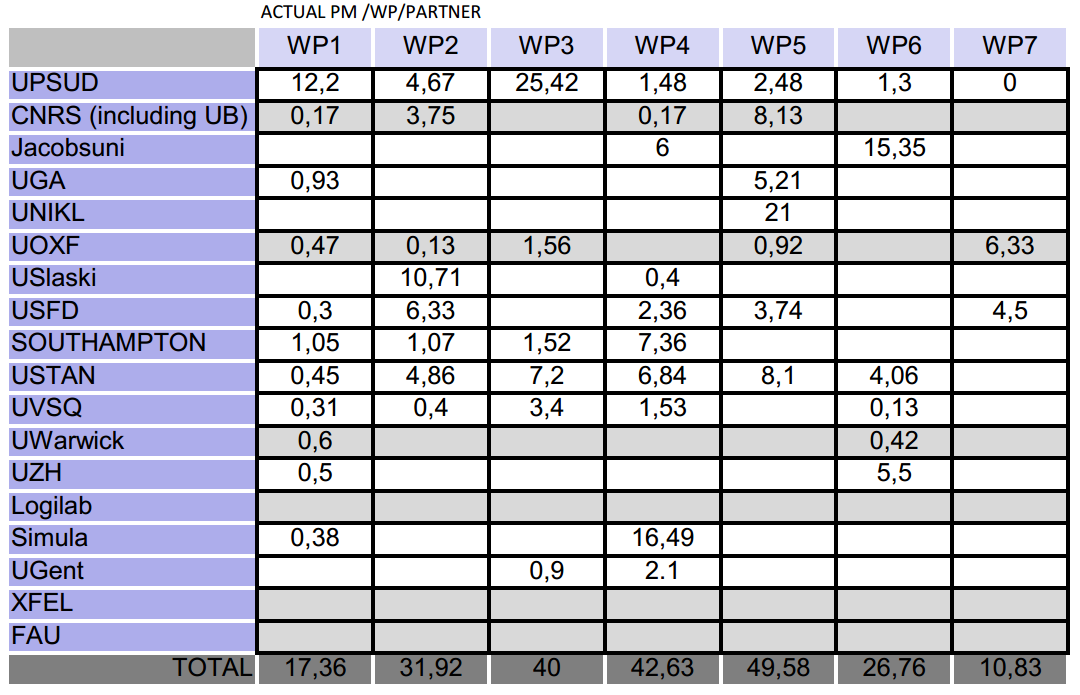 ACTUAL PM /WP/PARTNER
WP1 WP2 WP3 WP4 WP5 WP6 WP7
UPSUD 12,2 4,67 25,42 1,48 2,48 1,3 0
CNRS (including UB) 0,17 3,75 0,17 8,13
Jacobsuni 6 15,35
UGA 0,93 5,21
UNIKL 21
UOXF 0,47 0,13 1,56 0,92 6,33
USlaski 10,71 0,4
USFD 0,3 6,33 2,36 3,74 4,5
SOUTHAMPTON 1,05 1,07 1,52 7,36
USTAN 0,45 4,86 7,2 6,84 8,1 4,06
UVSQ 0,31 0,4 3,4 1,53 0,13
UWarwick 0,6 0,42
UZH 0,5 5,5
Logilab
Simula 0,38 16,49
UGent 0,9 2.1
XFEL
FAU
TOTAL 17,36 31,92 40 42,63 49,58 26,76 10,83